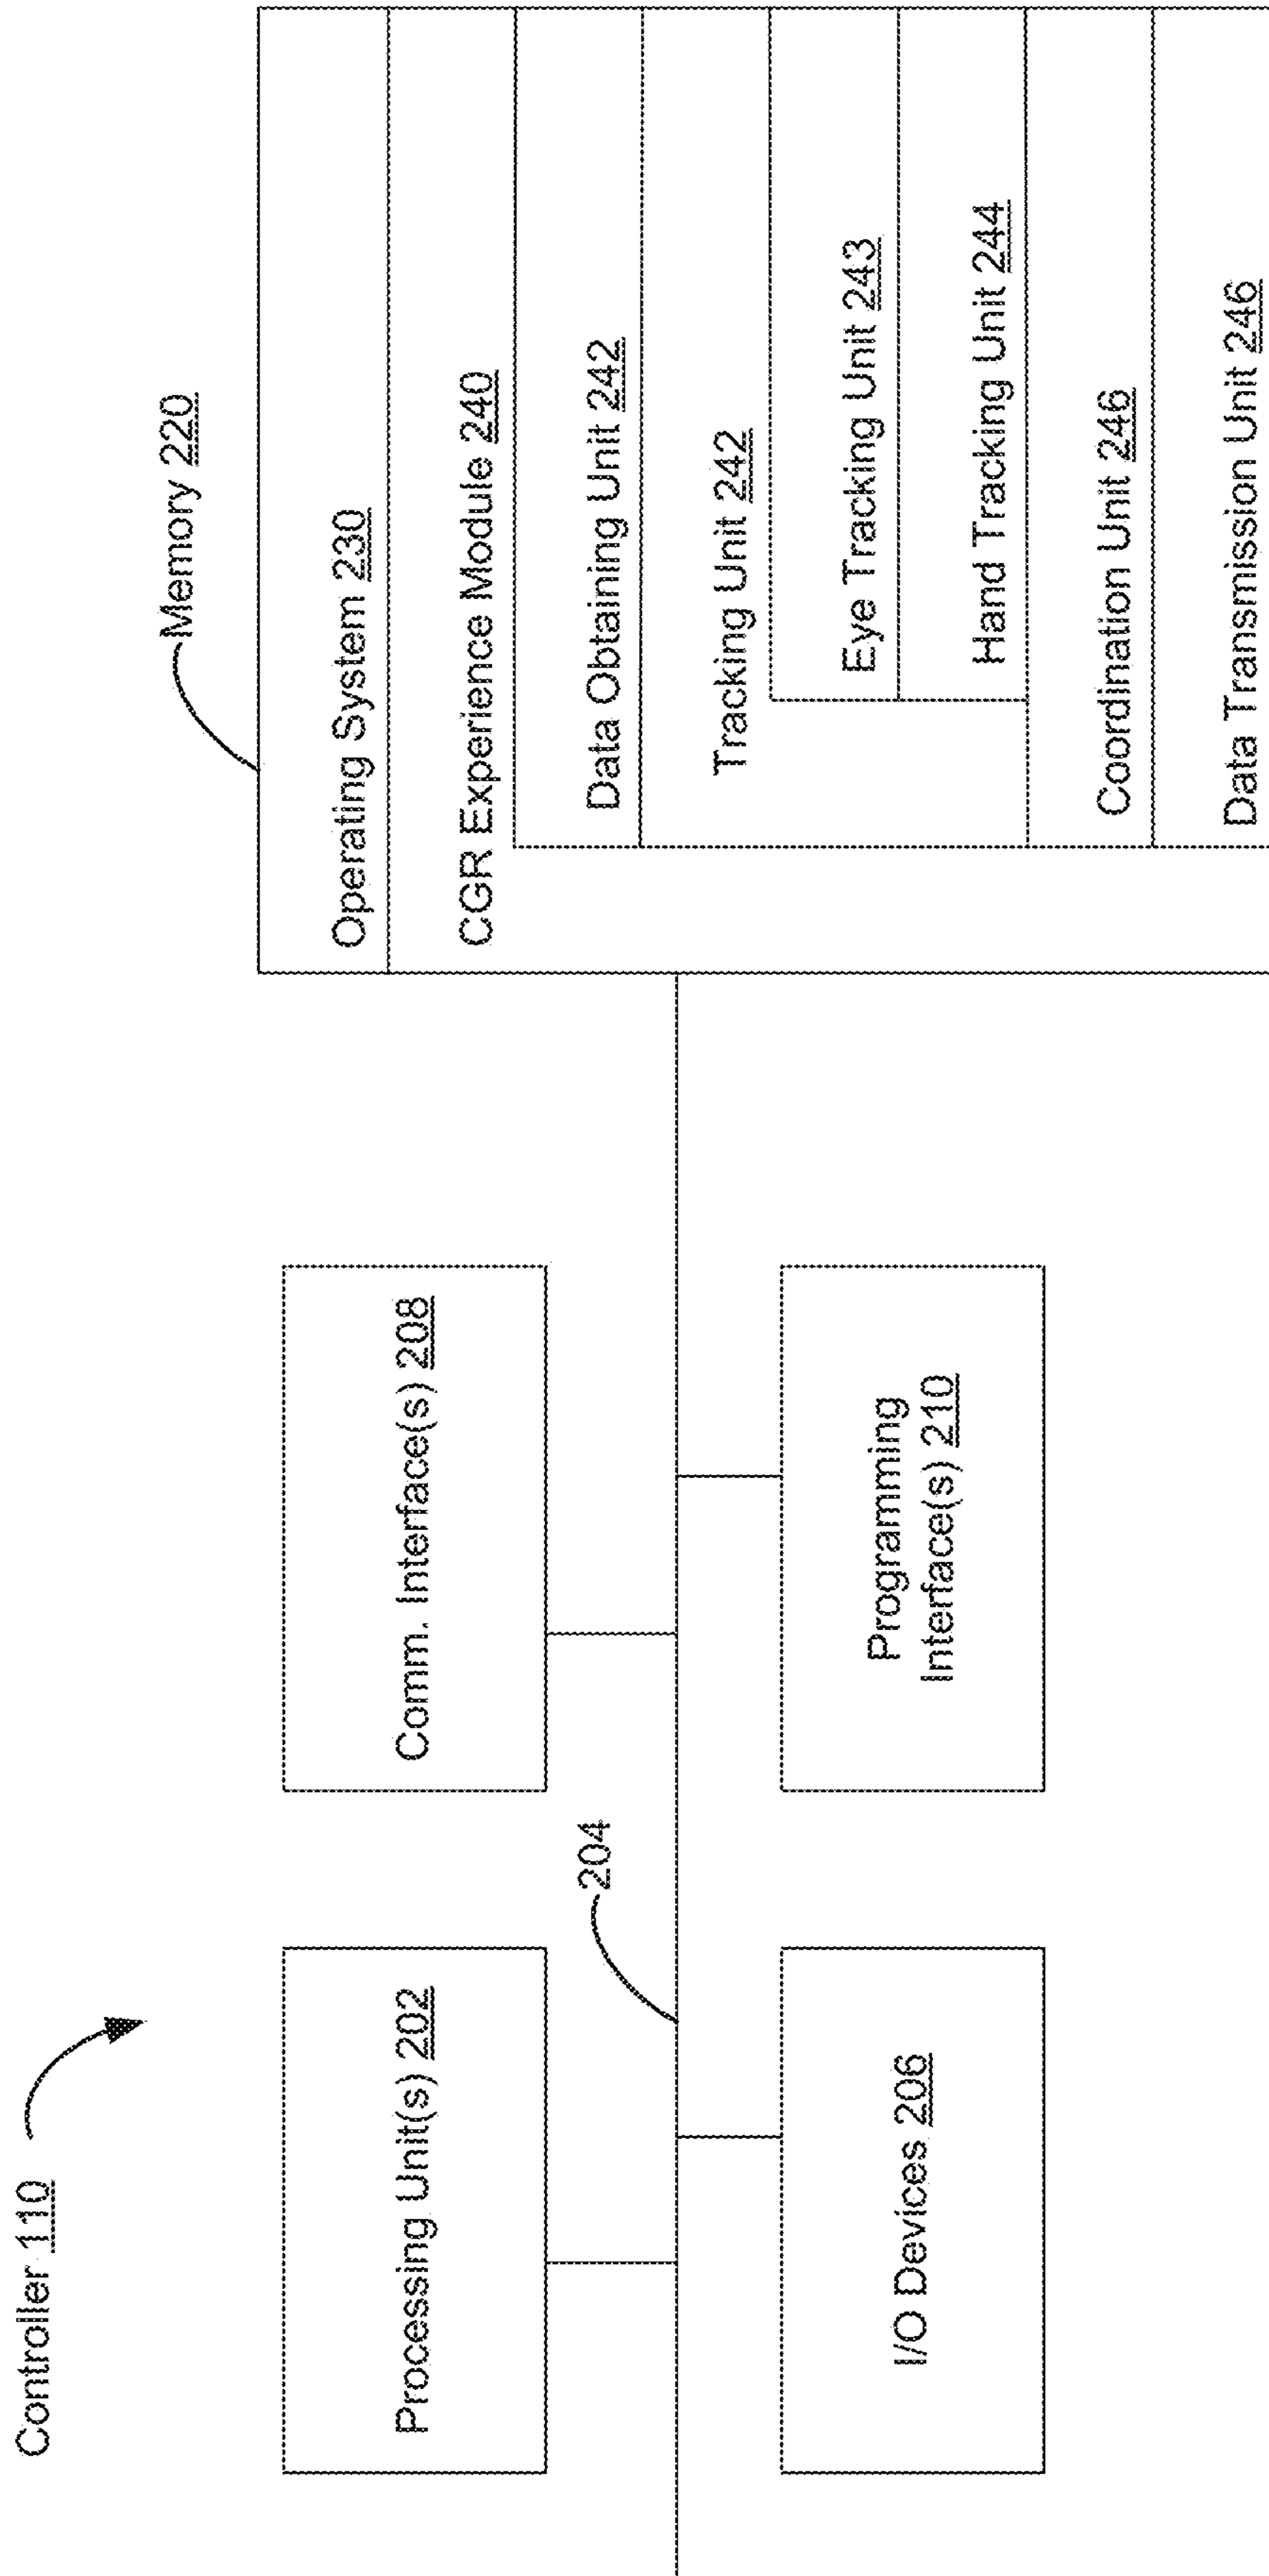 Controller 110
Memory 220
Operating System 230
CGR Experience Module 240
Data Obtaining Unit 242
Tracking Unit 242
Eye Tracking Unit 243
Hand Tracking Unit 244
Coordination Unit 246
Data Transmission Unit 246
Processing Unit(s) 202
Comm. Interface(s) 208
204
I/O Devices 206
Programming
Interface(s) 210